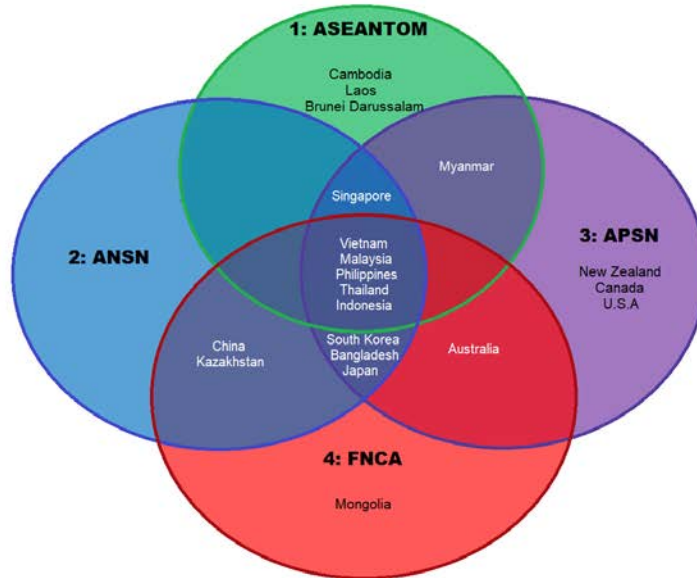 1: ASEANTOM
Cambodia
Laos
Brunei Darussalam
Myanmar
Singapore
2: ANSN
Vietnam
Malaysia
Philippines
Thailand
Indonesia
3: APSN
New Zealand
Canada
U.S.A
China
Kazakhstan
South Korea
Bangladesh
Japan
Australia
4: FNCA
Mongolia